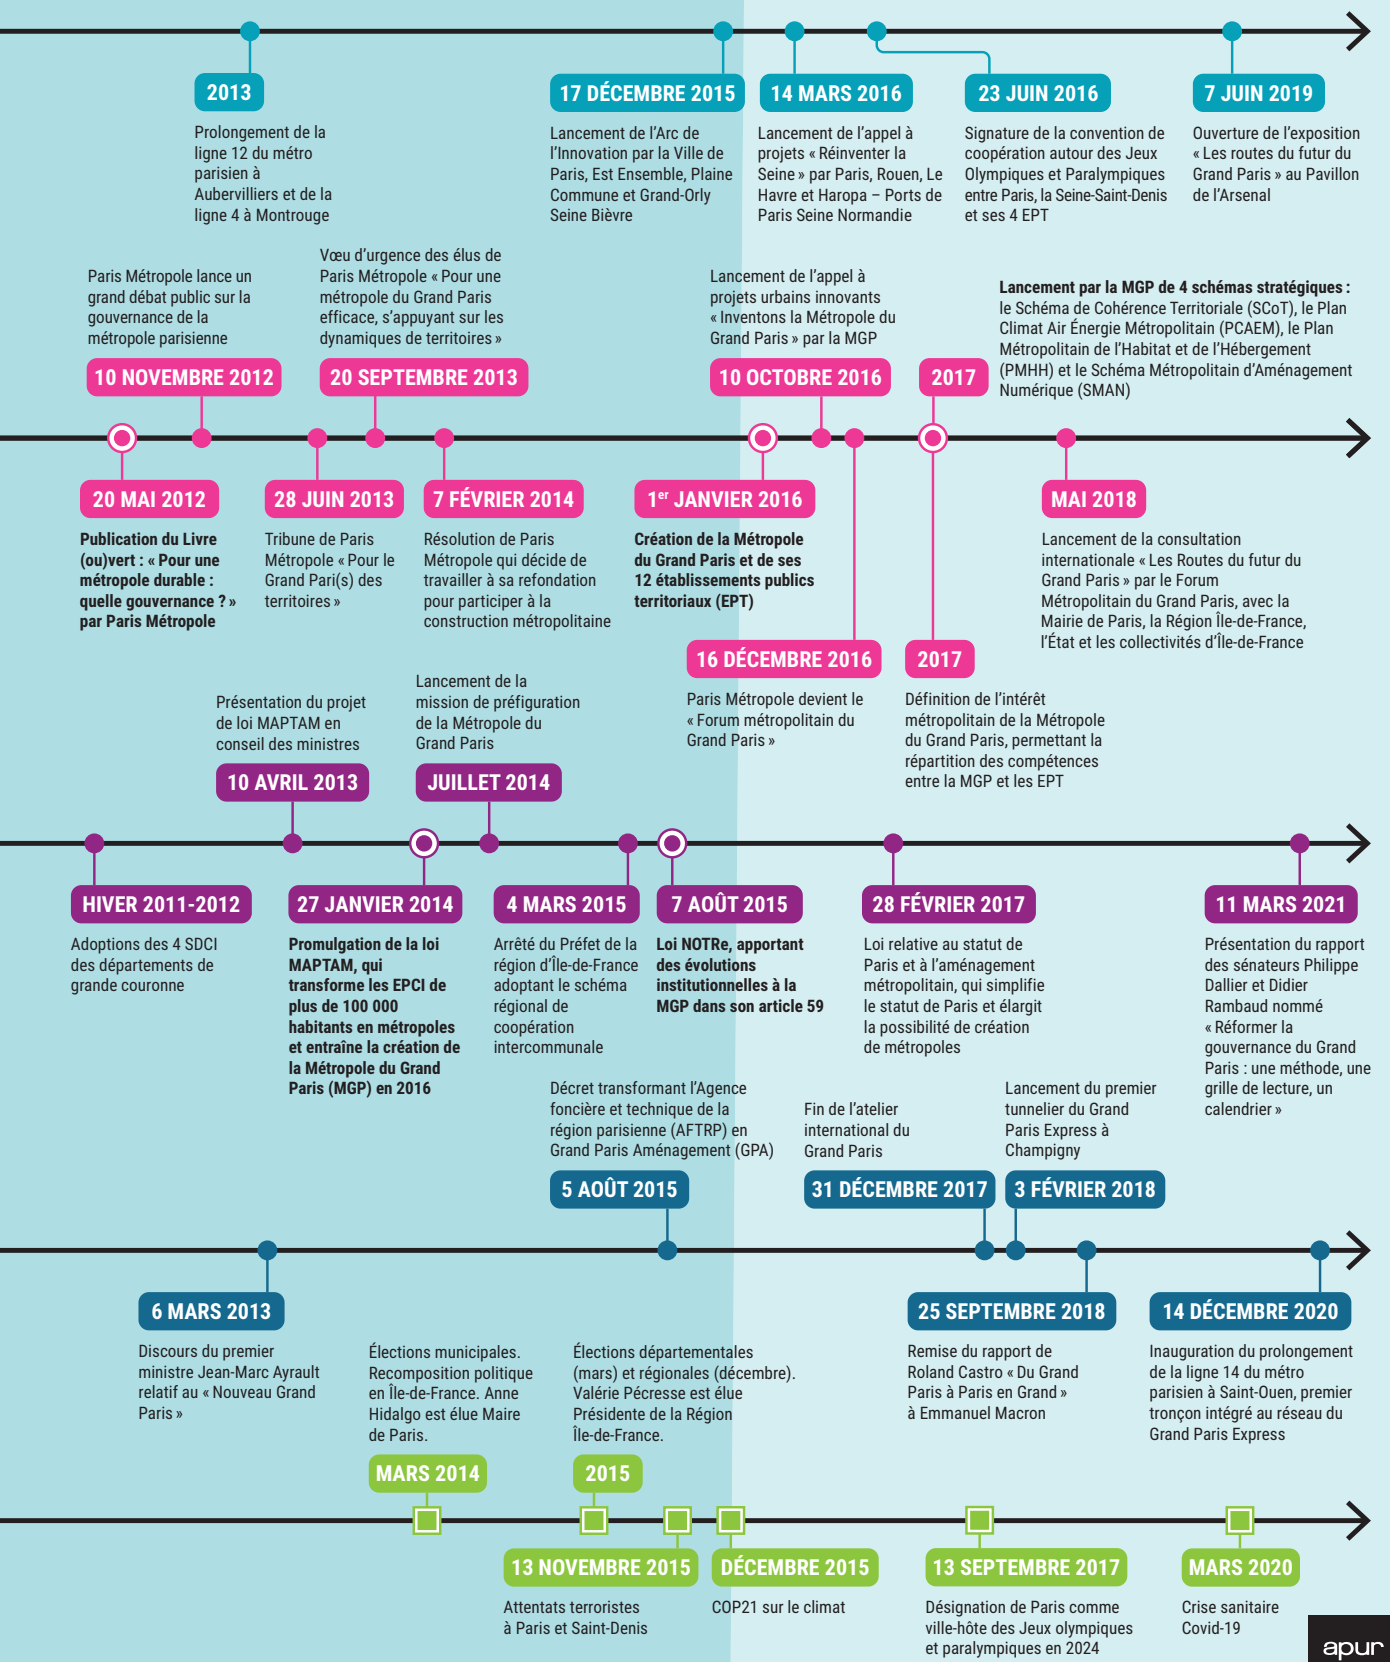 2013
Prolongement de la
ligne 12 du métro
parisien à
Aubervilliers et de la
ligne 4 à Montrouge
17 DÉCEMBRE 2015
Lancement de l'Arc de
l'Innovation par la Ville de
Paris, Est Ensemble, Plaine
Commune et Grand-Orly
Seine Bièvre
14 MARS 2016
Lancement de l'appel à
projets « Réinventer la
Seine » par Paris, Rouen, Le
Havre et Haropa – Ports de
Paris Seine Normandie
23 JUIN 2016
Signature de la convention de
coopération autour des Jeux
Olympiques et Paralympiques
entre Paris, la Seine-Saint-Denis
et ses 4 EPT
7 JUIN 2019
Ouverture de l'exposition
« Les routes du futur du
Grand Paris » au Pavillon
de l'Arsenal
Paris Métropole lance un
grand débat public sur la
gouvernance de la
métropole parisienne
10 NOVEMBRE 2012
Vœu d'urgence des élus de
Paris Métropole « Pour une
métropole du Grand Paris
efficace, s'appuyant sur les
dynamiques de territoires »
20 SEPTEMBRE 2013
Lancement de l'appel à
projets urbains innovants
« Inventons la Métropole du
Grand Paris » par la MGP
10 OCTOBRE 2016
2017
Lancement par la MGP de 4 schémas stratégiques :
le Schéma de Cohérence Territoriale (SCoT), le Plan
Climat Air Énergie Métropolitain (PCAEM), le Plan
Métropolitain de l'Habitat et de l'Hébergement
(PMHH) et le Schéma Métropolitain d'Aménagement
Numérique (SMAN)
20 MAI 2012
Publication du Livre
(ou)vert : « Pour une
métropole durable :
quelle gouvernance ? »
par Paris Métropole
28 JUIN 2013
Tribune de Paris
Métropole « Pour le
Grand Pari(s) des
territoires »
7 FÉVRIER 2014
Résolution de Paris
Métropole qui décide de
travailler à sa refondation
pour participer à la
construction métropolitaine
1er JANVIER 2016
Création de la Métropole
du Grand Paris et de ses
12 établissements publics
territoriaux (EPT)
MAI 2018
Lancement de la consultation
internationale « Les Routes du futur du
Grand Paris » par le Forum
Métropolitain du Grand Paris, avec la
Mairie de Paris, la Région Île-de-France,
l'État et les collectivités d'Île-de-France
16 DÉCEMBRE 2016
Paris Métropole devient le
« Forum métropolitain du
Grand Paris »
2017
Définition de l'intérêt
métropolitain de la Métropole
du Grand Paris, permettant la
répartition des compétences
entre la MGP et les EPT
Présentation du projet
de loi MAPTAM en
conseil des ministres
10 AVRIL 2013
Lancement de la
mission de préfiguration
de la Métropole du
Grand Paris
JUILLET 2014
HIVER 2011-2012
Adoptions des 4 SDCI
des départements de
grande couronne
27 JANVIER 2014
Promulgation de la loi
MAPTAM, qui
transforme les EPCI de
plus de 100 000
habitants en métropoles
et entraîne la création de
la Métropole du Grand
Paris (MGP) en 2016
4 MARS 2015
Arrêté du Préfet de la
région d'Île-de-France
adoptant le schéma
régional de
coopération
intercommunale
7 AOÛT 2015
Loi NOTRe, apportant
des évolutions
institutionnelles à la
MGP dans son article 59
28 FÉVRIER 2017
Loi relative au statut de
Paris et à l'aménagement
métropolitain, qui simplifie
le statut de Paris et élargit
la possibilité de création
de métropoles
11 MARS 2021
Présentation du rapport
des sénateurs Philippe
Dallier et Didier
Rambaud nommé
« Réformer la
gouvernance du Grand
Paris : une méthode, une
grille de lecture, un
calendrier »
Décret transformant l'Agence
foncière et technique de la
région parisienne (AFTRP) en
Grand Paris Aménagement (GPA)
5 AOÛT 2015
Fin de l'atelier
international du
Grand Paris
31 DÉCEMBRE 2017
Lancement du premier
tunnelier du Grand
Paris Express à
Champigny
3 FÉVRIER 2018
6 MARS 2013
Discours du premier
ministre Jean-Marc Ayrault
relatif au « Nouveau Grand
Paris »
25 SEPTEMBRE 2018
Remise du rapport de
Roland Castro « Du Grand
Paris à Paris en Grand »
à Emmanuel Macron
14 DÉCEMBRE 2020
Inauguration du prolongement
de la ligne 14 du métro
parisien à Saint-Ouen, premier
tronçon intégré au réseau du
Grand Paris Express
Élections municipales.
Recomposition politique
en Île-de-France. Anne
Hidalgo est élue Maire
de Paris.
MARS 2014
Élections départementales
(mars) et régionales (décembre).
Valérie Pécresse est élue
Présidente de la Région
Île-de-France.
2015
13 NOVEMBRE 2015
Attentats terroristes
à Paris et Saint-Denis
DÉCEMBRE 2015
COP21 sur le climat
13 SEPTEMBRE 2017
Désignation de Paris comme
ville-hôte des Jeux olympiques
et paralympiques en 2024
MARS 2020
Crise sanitaire
Covid-19
apur